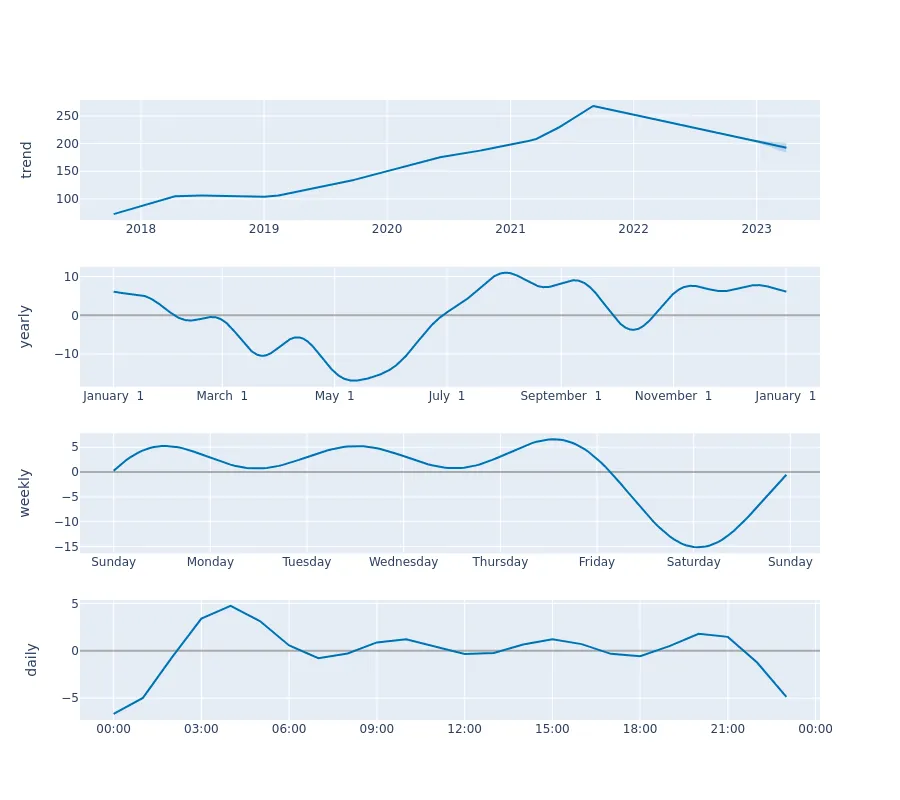 trend
250
200
150
100
2018 2019 2020 2021 2022 2023
yearly
10
0
−10
January 1 March 1 May 1 July 1 September 1 November 1 January 1
weekly
5
0
−5
−10
−15
Sunday Monday Tuesday Wednesday Thursday Friday Saturday Sunday
daily
5
0
−5
00:00 03:00 06:00 09:00 12:00 15:00 18:00 21:00 00:00